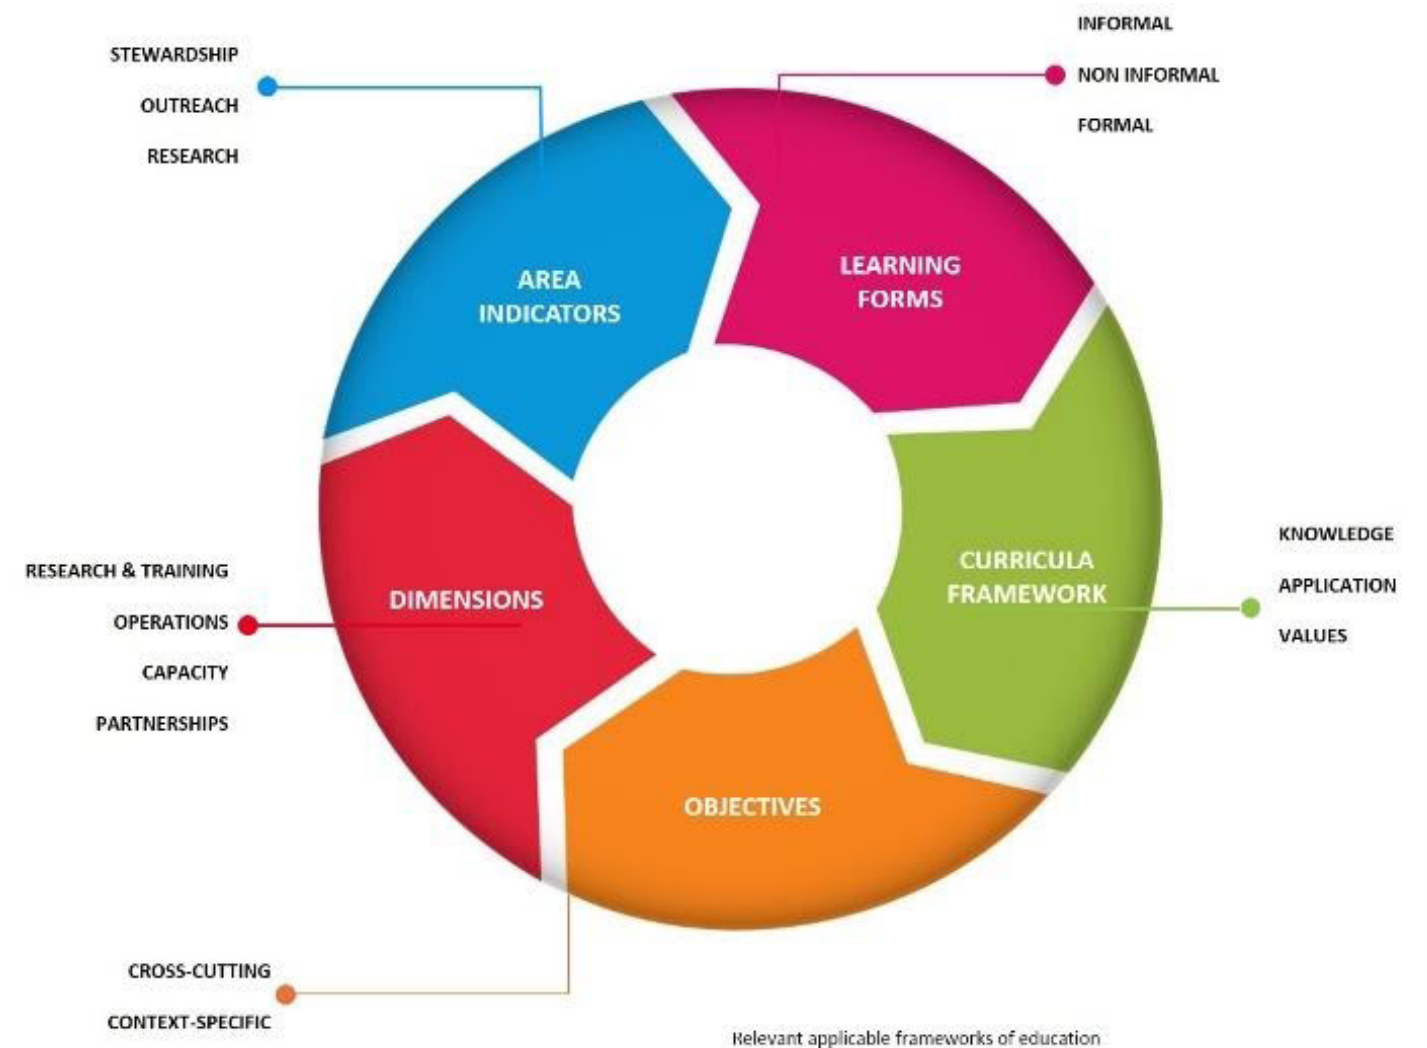 INFORMAL
NON INFORMAL
FORMAL
STEWARDSHIP
OUTREACH
RESEARCH
LEARNING
FORMS
AREA
INDICATORS
KNOWLEDGE
APPLICATION
VALUES
CURRICULA
FRAMEWORK
RESEARCH & TRAINING
OPERATIONS
CAPACITY
PARTNERSHIPS
DIMENSIONS
OBJECTIVES
CROSS-CUTTING
CONTEXT-SPECIFIC
Relevant applicable frameworks of education